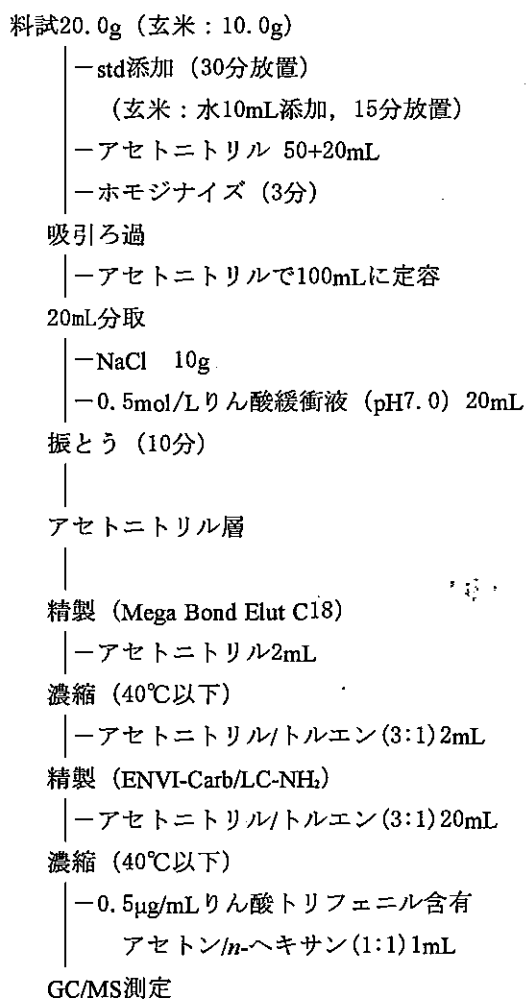 料試20.0g (玄米：10.0g)
－std添加 (30分放置)
(玄米：水10mL添加，15分放置)
－アセトニトリル 50+20mL
－ホモジナイズ (3分)
吸引ろ過
－アセトニトリルで100mLに定容
20mL分取
－NaCl 10g
－0.5mol/Lりん酸緩衝液 (pH7.0) 20mL
振とう (10分)
アセトニトリル層
精製 (Mega Bond Elut C18)
－アセトニトリル2mL
濃縮 (40℃以下)
－アセトニトリル/トルエン(3:1)2mL
精製 (ENVI-Carb/LC-NH₂)
－アセトニトリル/トルエン(3:1)20mL
濃縮 (40℃以下)
－0.5μg/mLりん酸トリフェニル含有
アセトン/n-ヘキサン(1:1)1mL
GC/MS測定